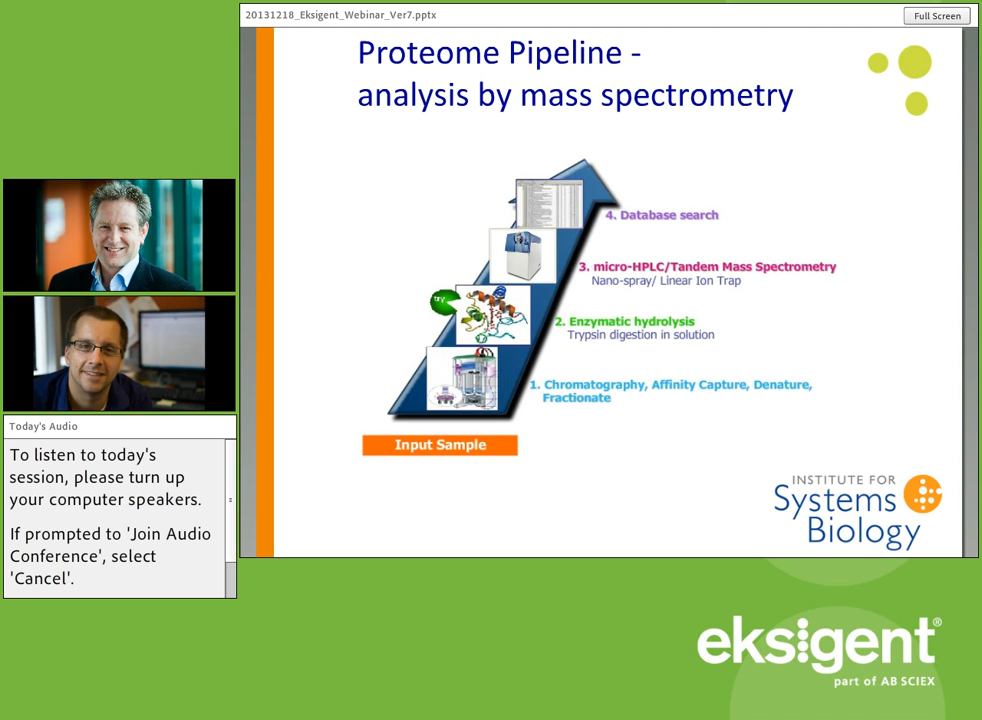 20131218_Eksigent_Webinar_Ver7.pptx
Full Screen
Proteome Pipeline -
analysis by mass spectrometry
4. Database search
3. micro-HPLC/Tandem Mass Spectrometry
Nano-spray/ Linear Ion Trap
try
2. Enzymatic hydrolysis
Trypsin digestion in solution
1. Chromatography, Affinity Capture, Denature,
Fractionate
Input Sample
INSTITUTE FOR
Systems
Biology
Today's Audio
To listen to today's
session, please turn up
your computer speakers.
If prompted to 'Join Audio
Conference', select
'Cancel'.
eksigent®
part of AB SCIEX